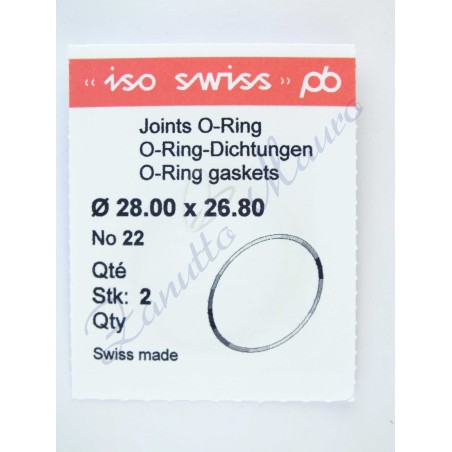 ‹‹ iso swiss ›› pb
Joints O-Ring
O-Ring-Dichtungen
O-Ring gaskets
Ø 28.00 x 26.80
No 22
Qté
Stk: 2
Qty
Swiss made
Zanutto Mauro